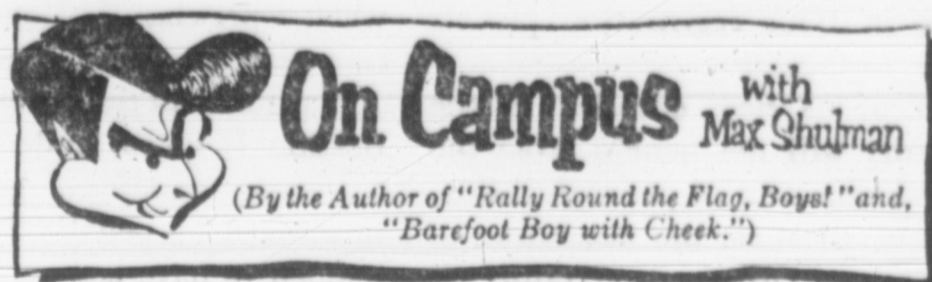 On Campus
with
Max Shulman
(By the Author of "Rally Round the Flag, Boys!" and,
"Barefoot Boy with Cheek.")